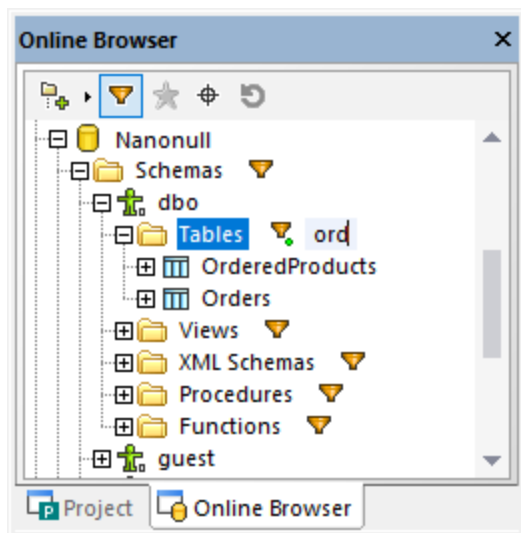 Online Browser
Nanonull
Schemas
dbo
Tables ord
OrderedProducts
Orders
Views
XML Schemas
Procedures
Functions
guest
Project Online Browser